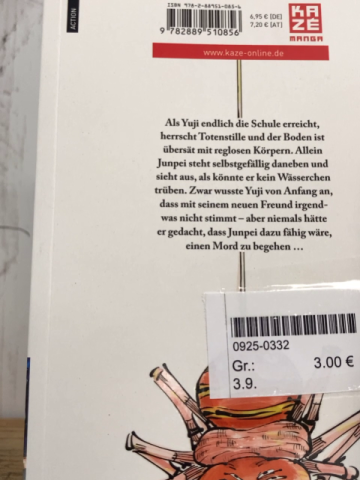 ACTION
ISBN 978-2-88951-085-6
9 782889 510856
6,95 € [DE]
7,20 € [AT]
KAZÉ
MANGA
www.kaze-online.de
Als Yuji endlich die Schule erreicht,
herrscht Totenstille und der Boden ist
übersät mit reglosen Körpern. Allein
Junpei steht selbstgefällig daneben und
sieht aus, als könnte er kein Wässerchen
trüben. Zwar wusste Yuji von Anfang an,
dass mit seinem neuen Freund irgend-
was nicht stimmt – aber niemals hätte
er gedacht, dass Junpei dazu fähig wäre,
einen Mord zu begehen …
0925-0332
Gr.: 3.00 €
3.9.